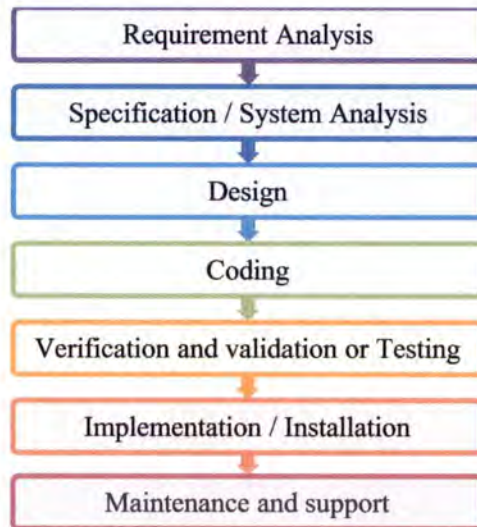 Requirement Analysis
Specification / System Analysis
Design
Coding
Verification and validation or Testing
Implementation / Installation
Maintenance and support